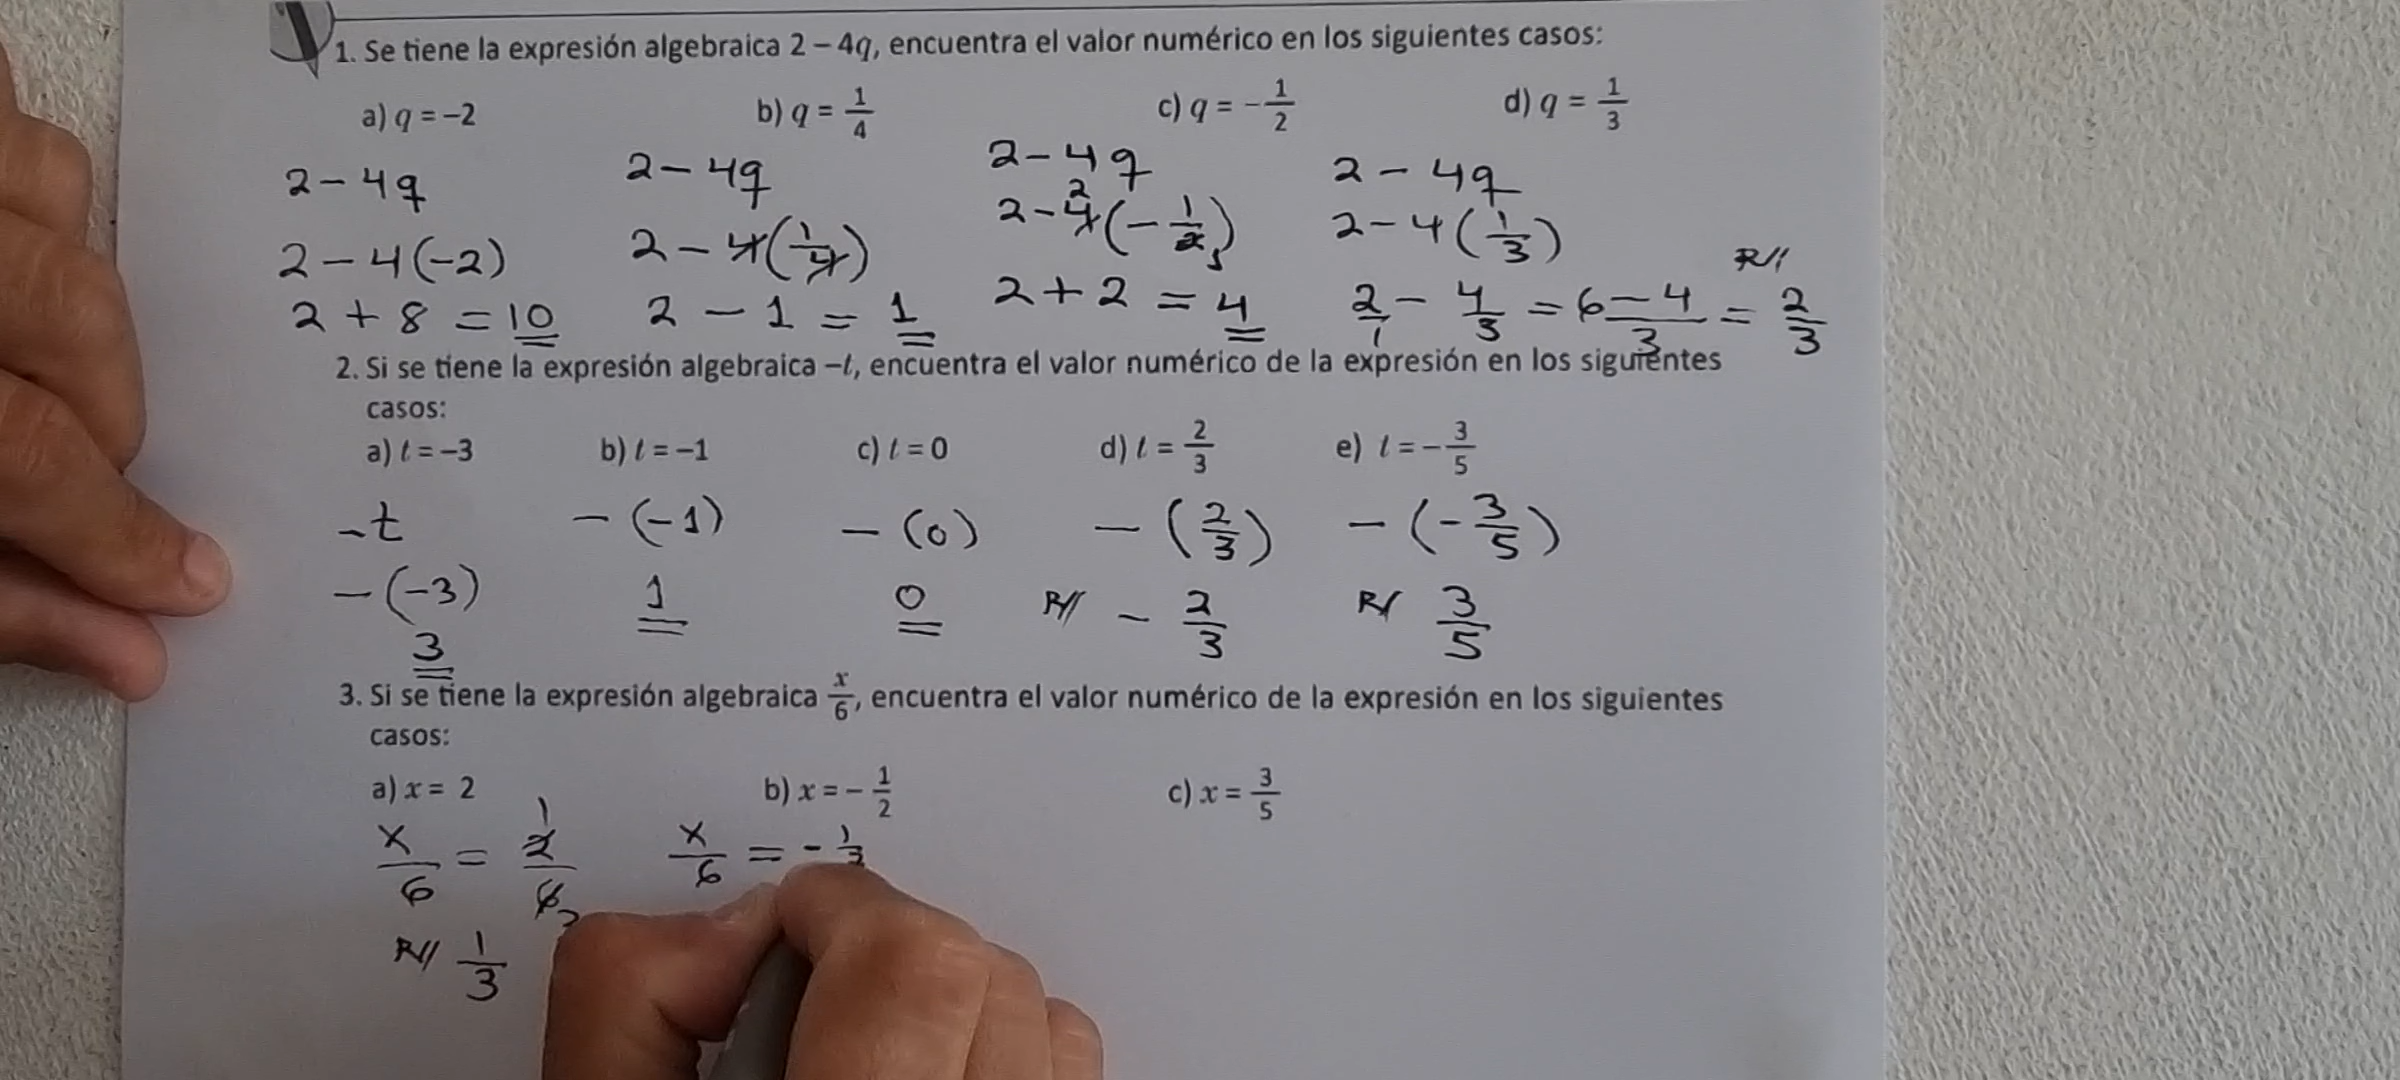 1. Se tiene la expresión algebraica 2 – 4q, encuentra el valor numérico en los siguientes casos:
a) q = –2 b) q = 1/4 c) q = –1/2 d) q = 1/3
2 – 4q 2 – 4q 2 – 4q 2 – 4q
2 – 4(–2) 2 – 4(1/4) 2 – 4(–1/2) 2 – 4(1/3)
2 + 8 = 10 2 – 1 = 1 2 + 2 = 4 2/1 – 4/3 = 6 – 4/3 = R// 2/3
2. Si se tiene la expresión algebraica –t, encuentra el valor numérico de la expresión en los siguientes
casos:
a) t = –3 b) t = –1 c) t = 0 d) t = 2/3 e) t = –3/5
–t – (–1) – (0) – (2/3) – (–3/5)
– (–3) 1 0 R// – 2/3 R/ 3/5
3
3. Si se tiene la expresión algebraica x/6, encuentra el valor numérico de la expresión en los siguientes
casos:
a) x = 2 b) x = –1/2 c) x = 3/5
x/6 = 2/6 x/6 = –
R// 1/3